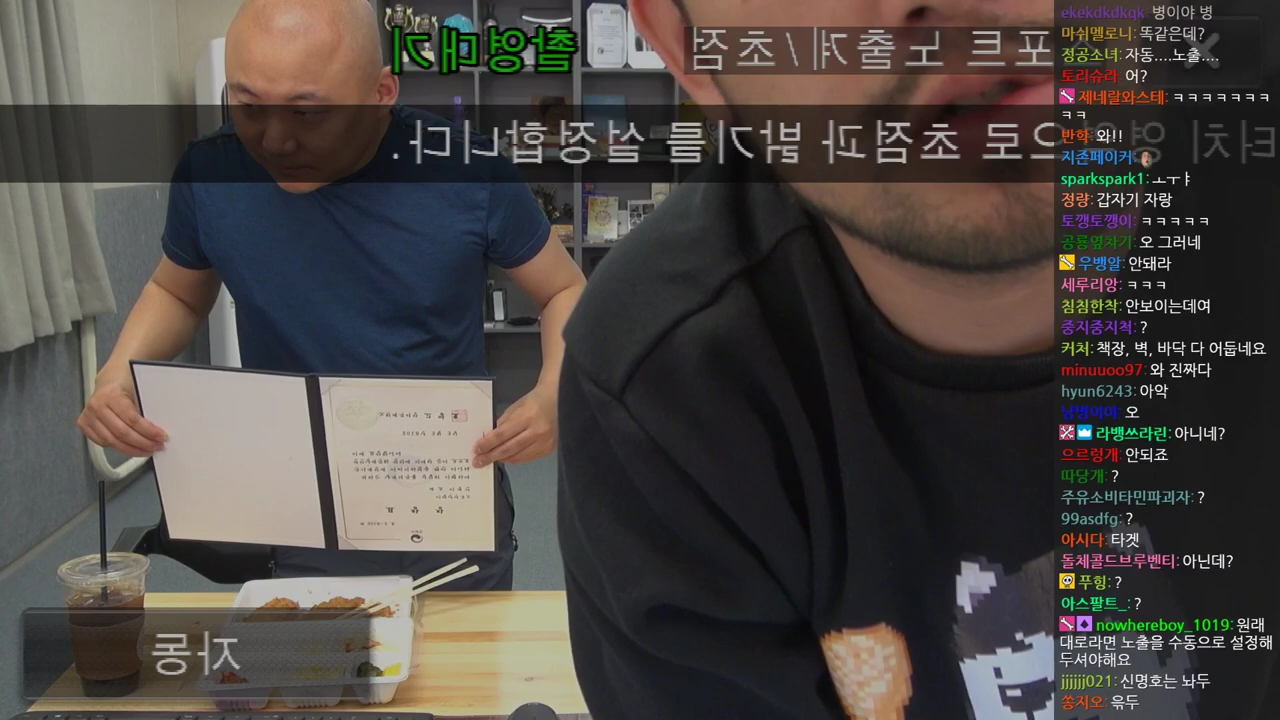 촬영대기
스포트 노출계/초점
터치 영역으로 초점과 밝기를 설정합니다.
자동
ekekdkdkqk 병이야 병
마쉬멜로니: 똑같은데?
정공소녀: 자동....노출....
토리슈라: 어?
제네랄와스테: ㅋㅋㅋㅋㅋㅋㅋ
ㅋㅋ
반학: 와!!
지존페이커:
sparkspark1: ㅗㅜㅑ
정량: 갑자기 자랑
토깽토깽이: ㅋㅋㅋㅋㅋ
공룡옆차기: 오 그러네
우뱅알: 안돼라
세루리앙: ㅋㅋㅋ
침침한착: 안보이는데여
중지중지척: ?
커처: 책장, 벽, 바닥 다 어둡네요
minuuoo97: 와 진짜다
hyun6243: 아악
남명이야: 오
라뱅쓰라린: 아니네?
으르렁개: 안되죠
따당개: ?
주유소비타민파괴자: ?
99asdfg: ?
아시다: 타겟
돌체콜드브루벤티: 아닌데?
푸헝: ?
아스팔트_: ?
nowhereboy_1019: 원래
대로라면 노출을 수동으로 설정해
두셔야해요
jjjjjj021: 신명호는 놔두
쏭지오: 윾두